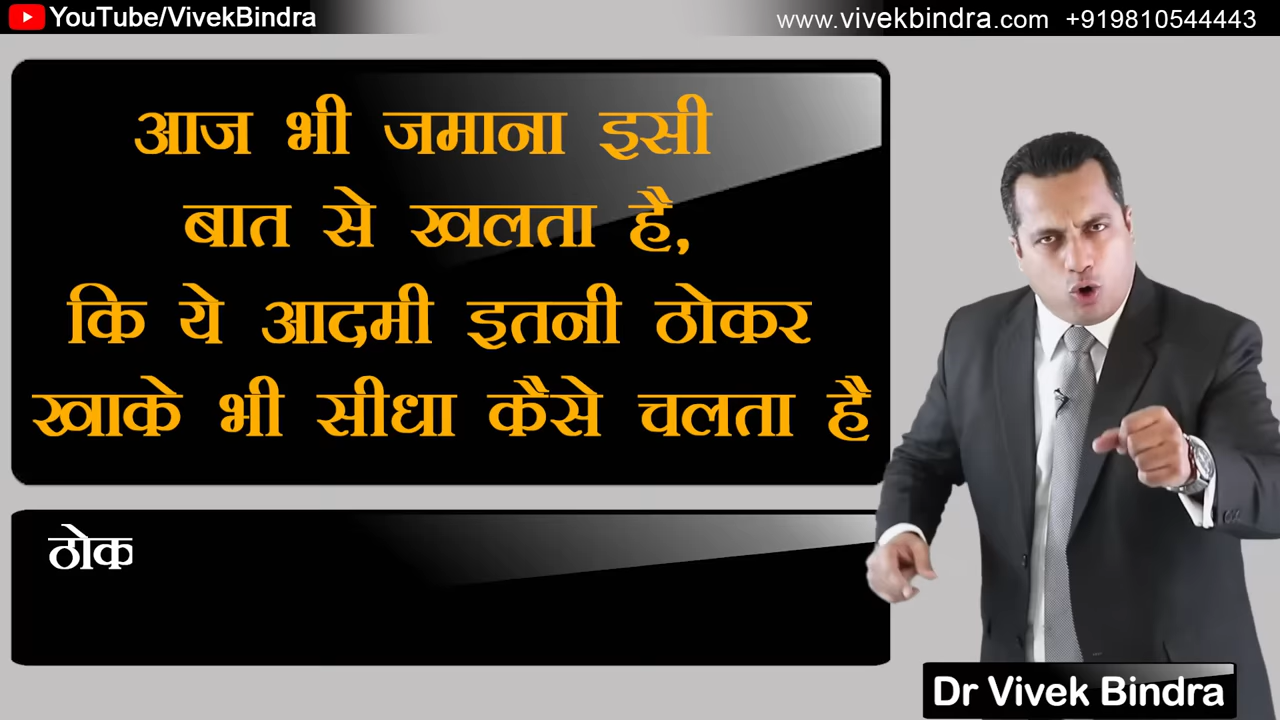 YouTube/VivekBindra
www.vivekbindra.com +919810544443
आज भी जमाना इसी
बात से खलता है,
कि ये आदमी इतनी ठोकर
खाके भी सीधा कैसे चलता है
ठोक
Dr Vivek Bindra